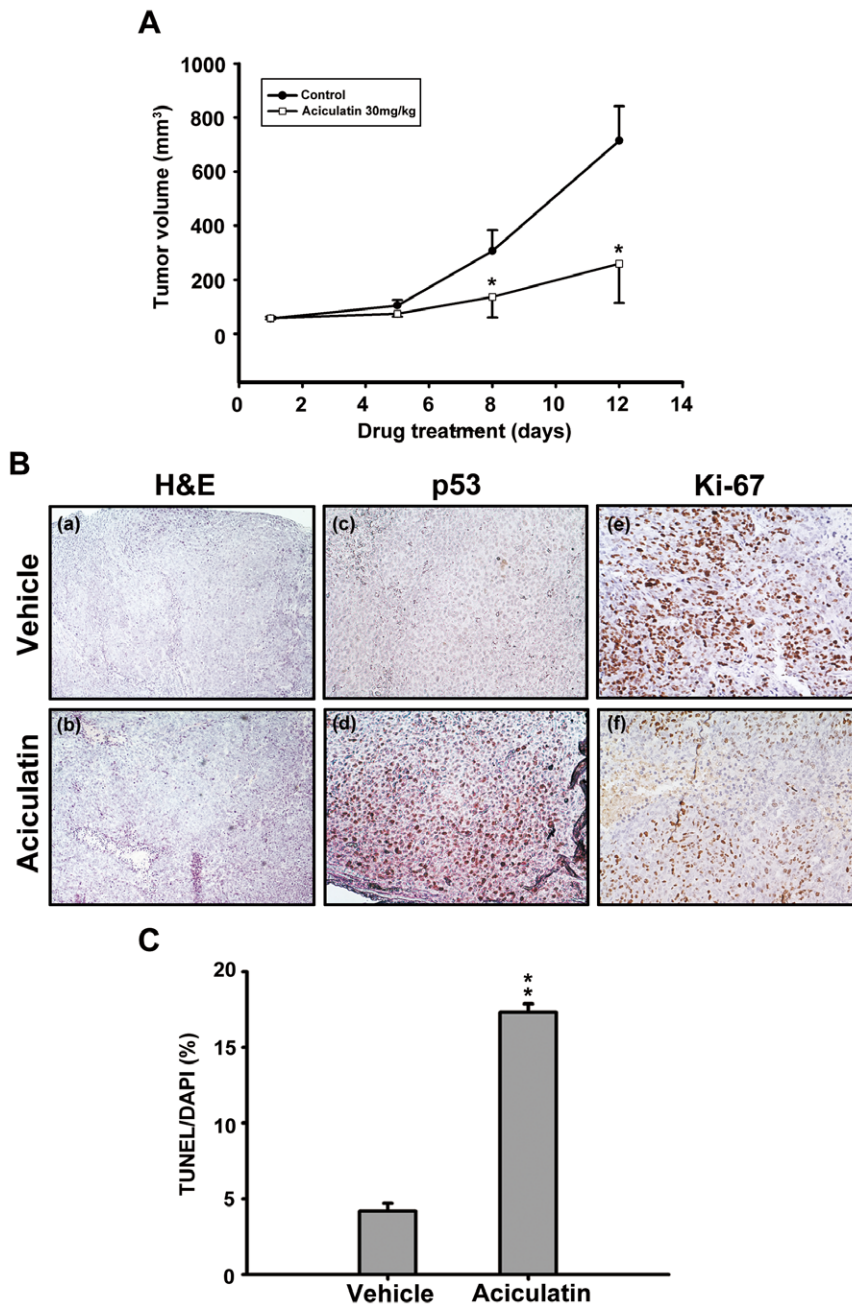 A
1000
800
600
400
200
0
Tumor volume (mm³)
Control
Aciculatin 30mg/kg
*
*
0 2 4 6 8 10 12 14
Drug treatment (days)
B
H&E p53 Ki-67
Vehicle
(a) (c) (e)
Aciculatin
(b) (d) (f)
C
20
15
10
5
0
TUNEL/DAPI (%)
*
*
Vehicle Aciculatin